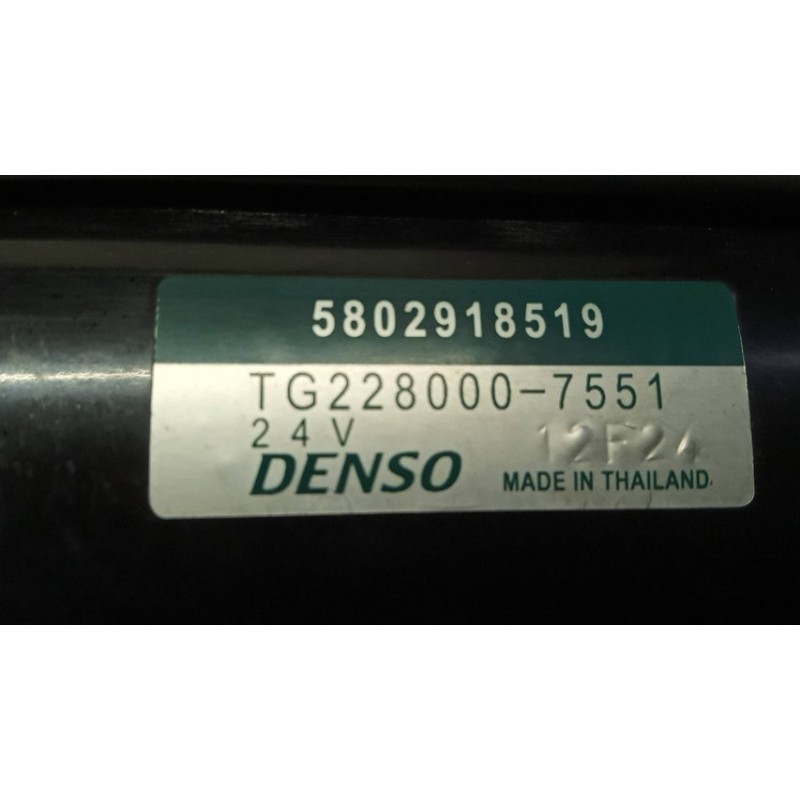 5802918519
TG228000-7551
24V 12F24
DENSO MADE IN THAILAND